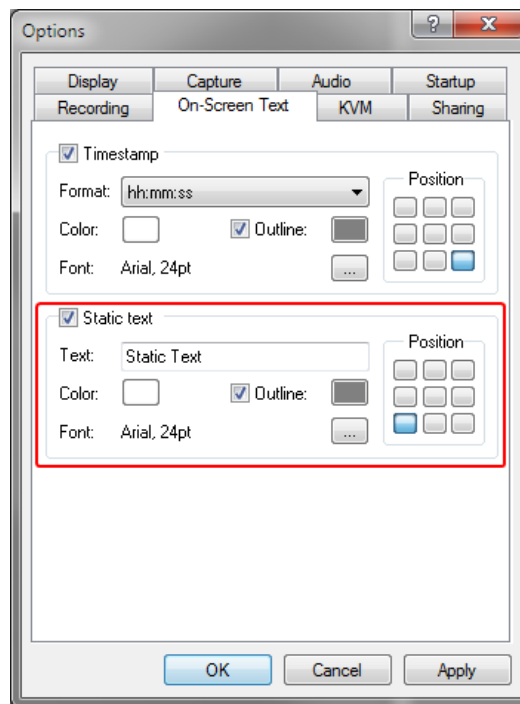 Options
?
Display Capture Audio Startup
Recording On-Screen Text KVM Sharing
Timestamp
Format: hh:mm:ss
Position
Color: Outline:
Font: Arial, 24pt ...
Static text
Text: Static Text
Position
Color: Outline:
Font: Arial, 24pt ...
OK Cancel Apply